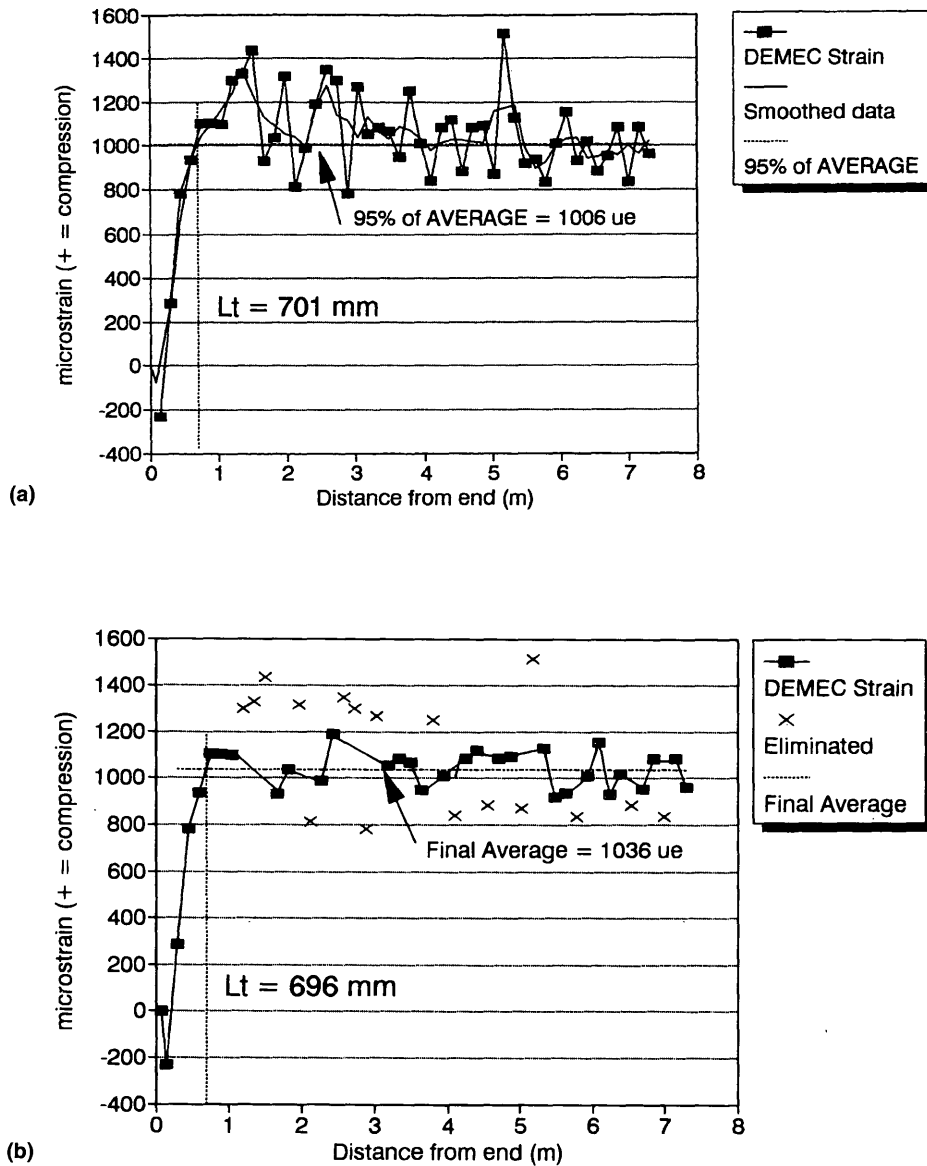 1600
1400
1200
1000
800
600
400
200
0
-200
-400
microstrain (+ = compression)
95% of AVERAGE = 1006 ue
Lt = 701 mm
0 1 2 3 4 5 6 7 8
Distance from end (m)
(a)
DEMEC Strain
Smoothed data
95% of AVERAGE
1600
1400
1200
1000
800
600
400
200
0
-200
-400
microstrain (+ = compression)
Final Average = 1036 ue
Lt = 696 mm
0 1 2 3 4 5 6 7 8
Distance from end (m)
(b)
DEMEC Strain
Eliminated
Final Average